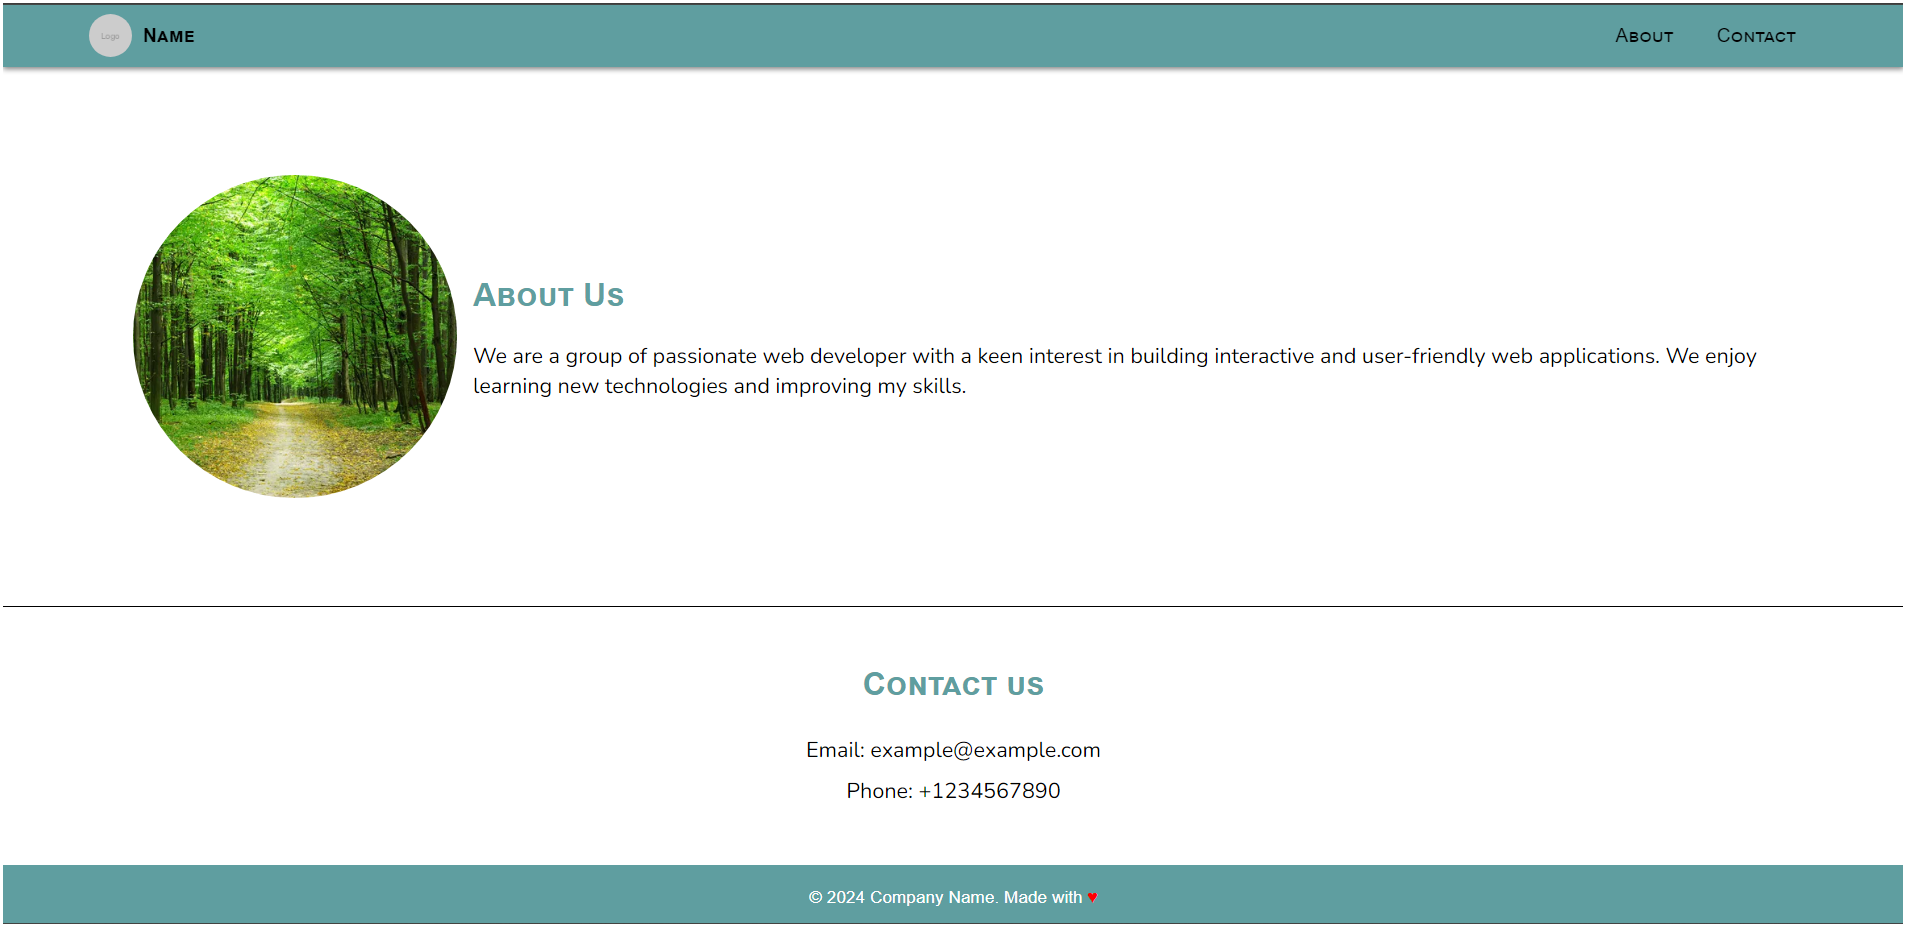 Logo
Name
About
Contact
About Us
We are a group of passionate web developer with a keen interest in building interactive and user-friendly web applications. We enjoy
learning new technologies and improving my skills.
Contact us
Email: example@example.com
Phone: +1234567890
© 2024 Company Name. Made with ♥